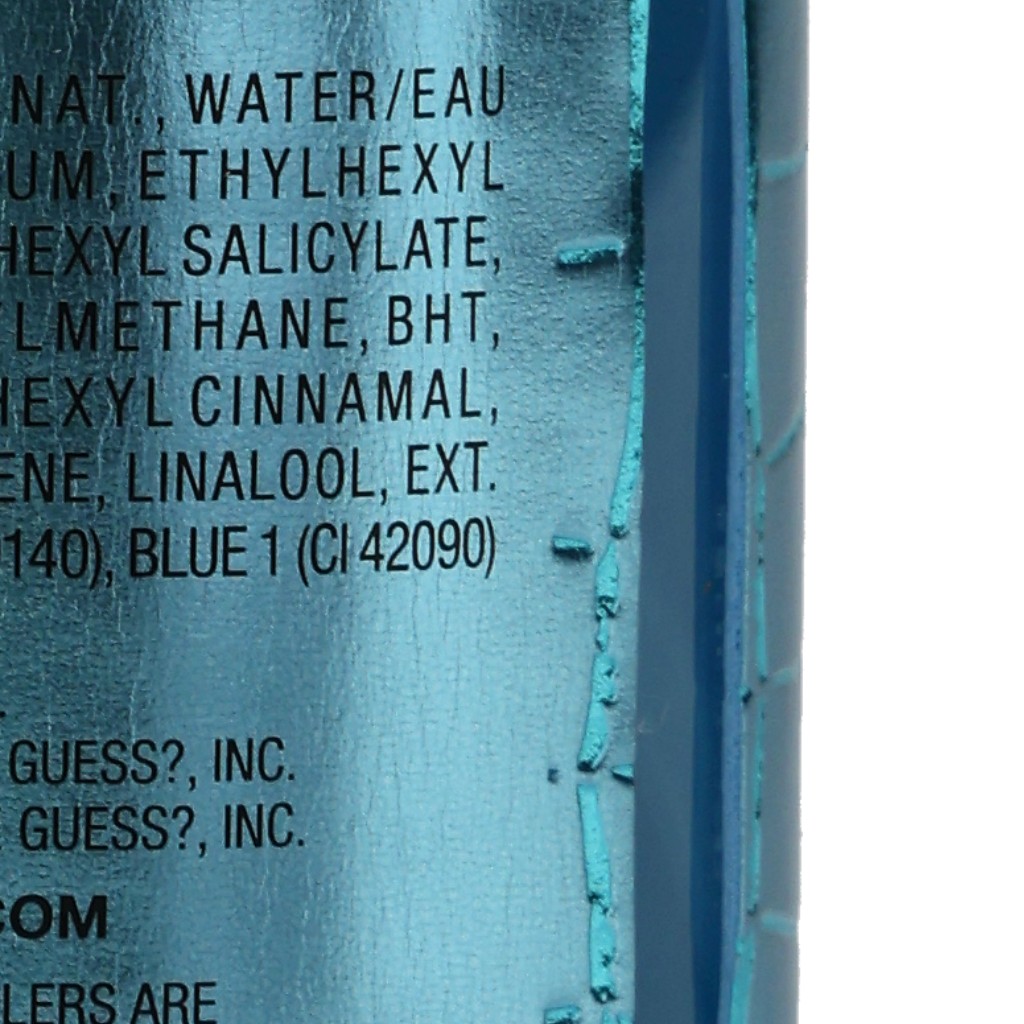 NAT., WATER/EAU
UM, ETHYLHEXYL
HEXYL SALICYLATE,
LMETHANE, BHT,
HEXYL CINNAMAL,
ENE, LINALOOL, EXT.
140), BLUE 1 (CI 42090)
GUESS?, INC.
GUESS?, INC.
COM
LERS ARE